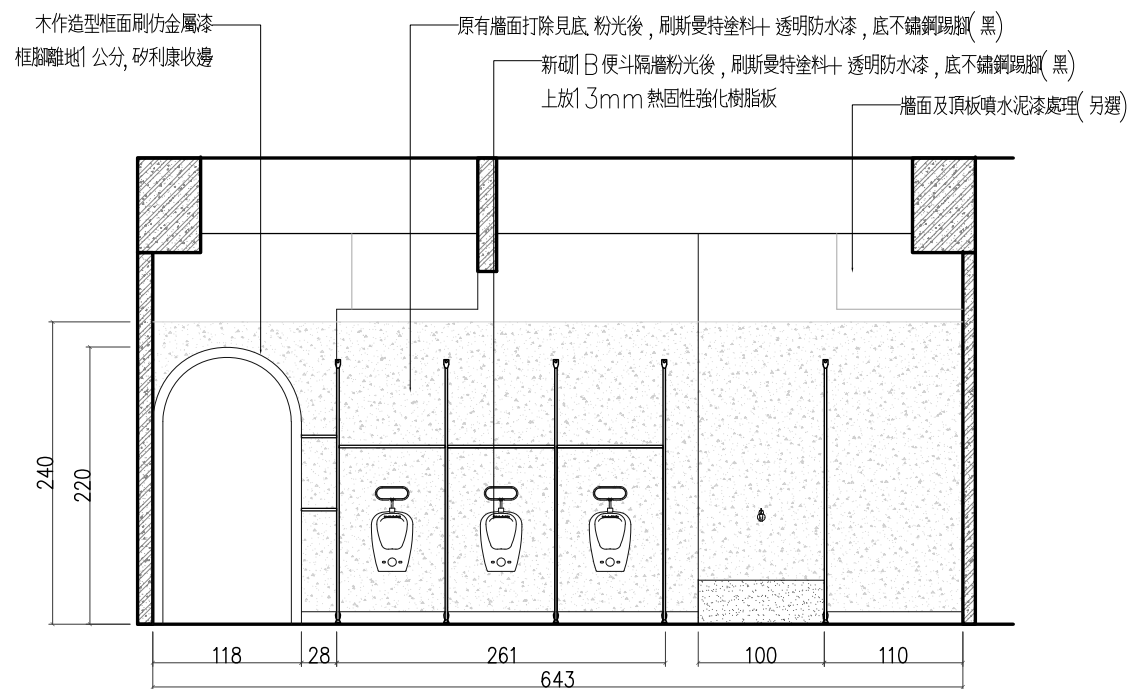 木作造型框面刷仿金屬漆
框腳離地1公分, 矽利康收邊
原有牆面打除見底, 粉光後, 刷斯曼特塗料+透明防水漆, 底不鏽鋼踢腳(黑)
新砌1B便斗隔牆粉光後, 刷斯曼特塗料+透明防水漆, 底不鏽鋼踢腳(黑)
上放13mm熱固性強化樹脂板
牆面及頂板噴水泥漆處理(另選)
240
220
118
28
261
100
110
643